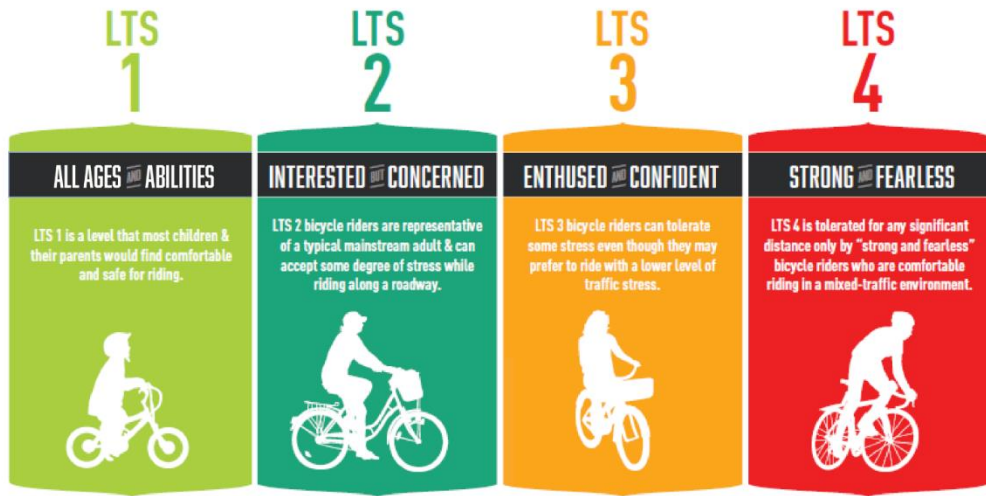 LTS
1
ALL AGES AND ABILITIES
LTS 1 is a level that most children &
their parents would find comfortable
and safe for riding.
LTS
2
INTERESTED BUT CONCERNED
LTS 2 bicycle riders are representative
of a typical mainstream adult & can
accept some degree of stress while
riding along a roadway.
LTS
3
ENTHUSED AND CONFIDENT
LTS 3 bicycle riders can tolerate
some stress even though they may
prefer to ride with a lower level of
traffic stress.
LTS
4
STRONG AND FEARLESS
LTS 4 is tolerated for any significant
distance only by “strong and fearless”
bicycle riders who are comfortable
riding in a mixed-traffic environment.